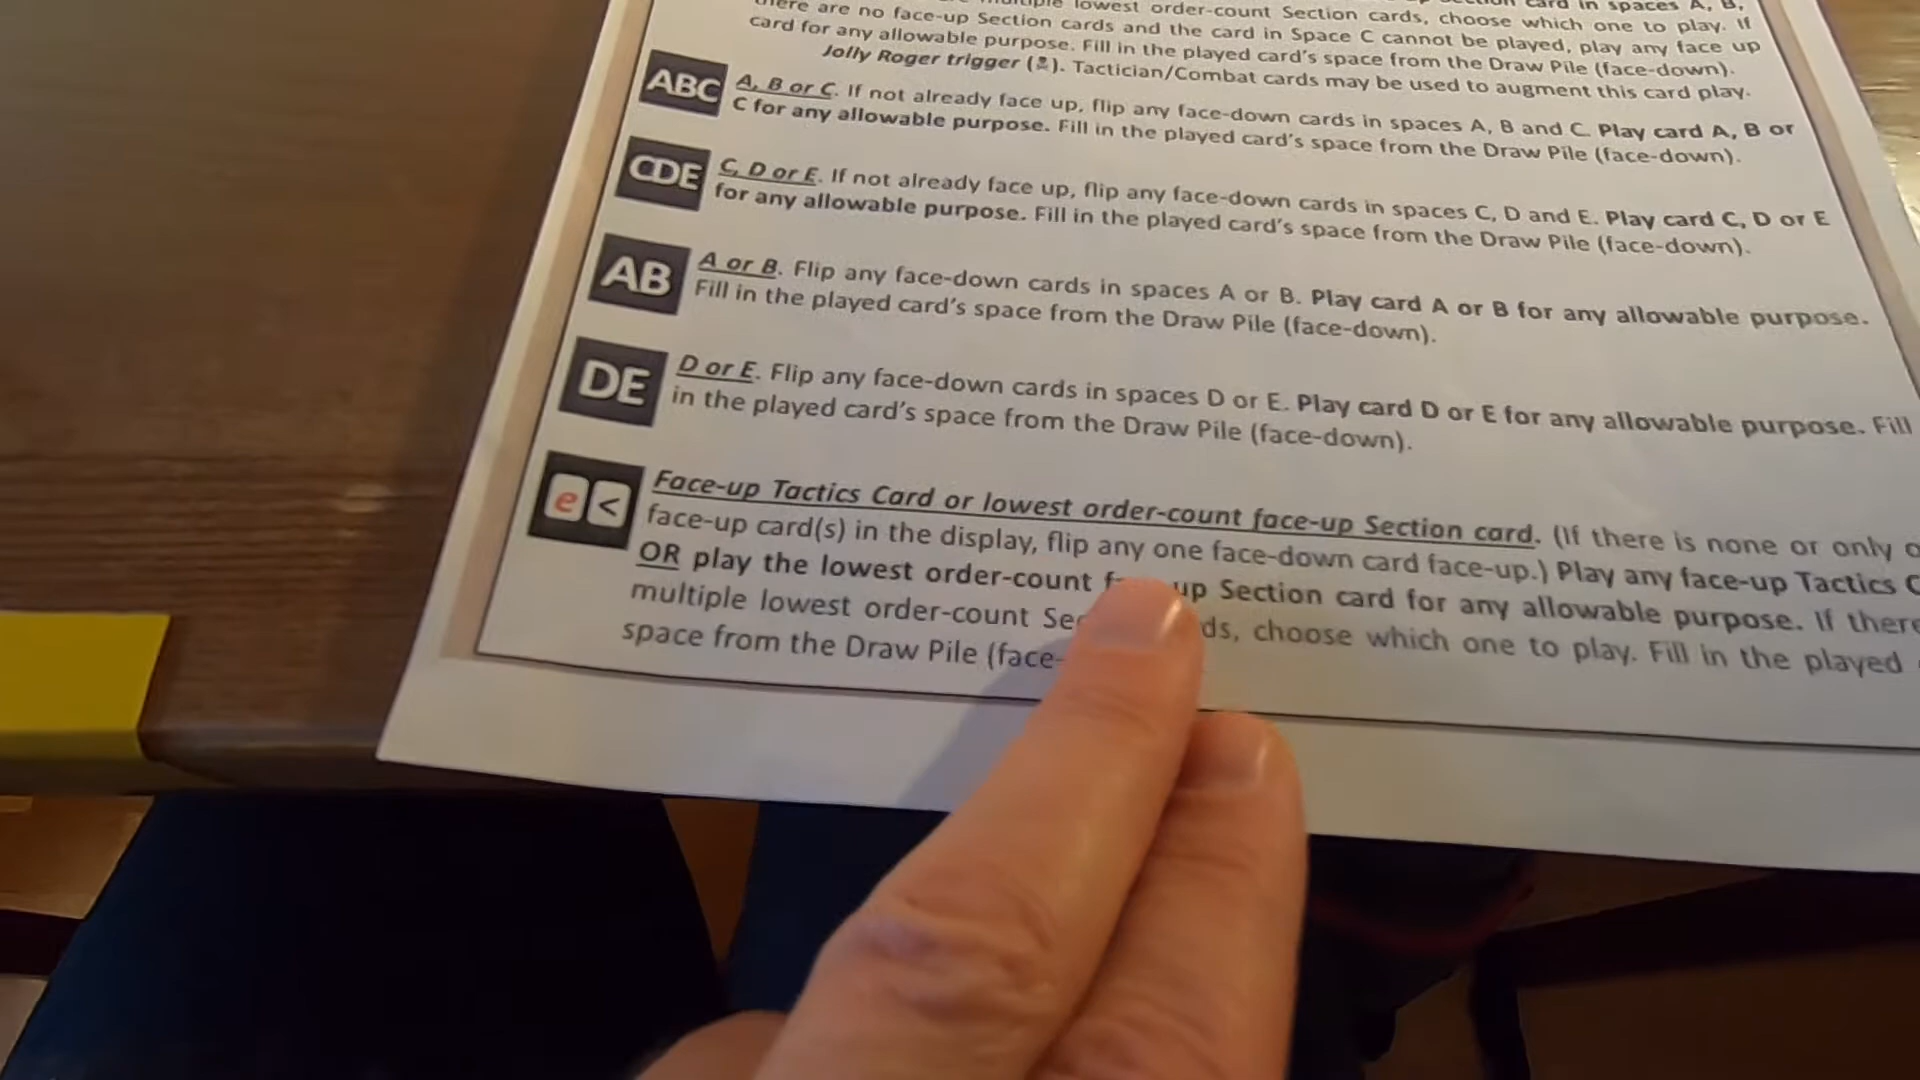 lowest order-count Section cards, choose which one to play. If
there are no face-up Section cards and the card in Space C cannot be played, play any face up
card for any allowable purpose. Fill in the played card's space from the Draw Pile (face-down).
Jolly Roger trigger (☠). Tactician/Combat cards may be used to augment this card play.
ABC
A, B or C. If not already face up, flip any face-down cards in spaces A, B and C. Play card A, B or
C for any allowable purpose. Fill in the played card's space from the Draw Pile (face-down).
CDE
C, D or E. If not already face up, flip any face-down cards in spaces C, D and E. Play card C, D or E
for any allowable purpose. Fill in the played card's space from the Draw Pile (face-down).
AB
A or B. Flip any face-down cards in spaces A or B. Play card A or B for any allowable purpose.
Fill in the played card's space from the Draw Pile (face-down).
DE
D or E. Flip any face-down cards in spaces D or E. Play card D or E for any allowable purpose. Fill
in the played card's space from the Draw Pile (face-down).
e <
Face-up Tactics Card or lowest order-count face-up Section card. (If there is none or only
face-up card(s) in the display, flip any one face-down card face-up.) Play any face-up Tactics
OR play the lowest order-count up Section card for any allowable purpose. If there
multiple lowest order-count choose which one to play. Fill in the played
space from the Draw Pile (face-